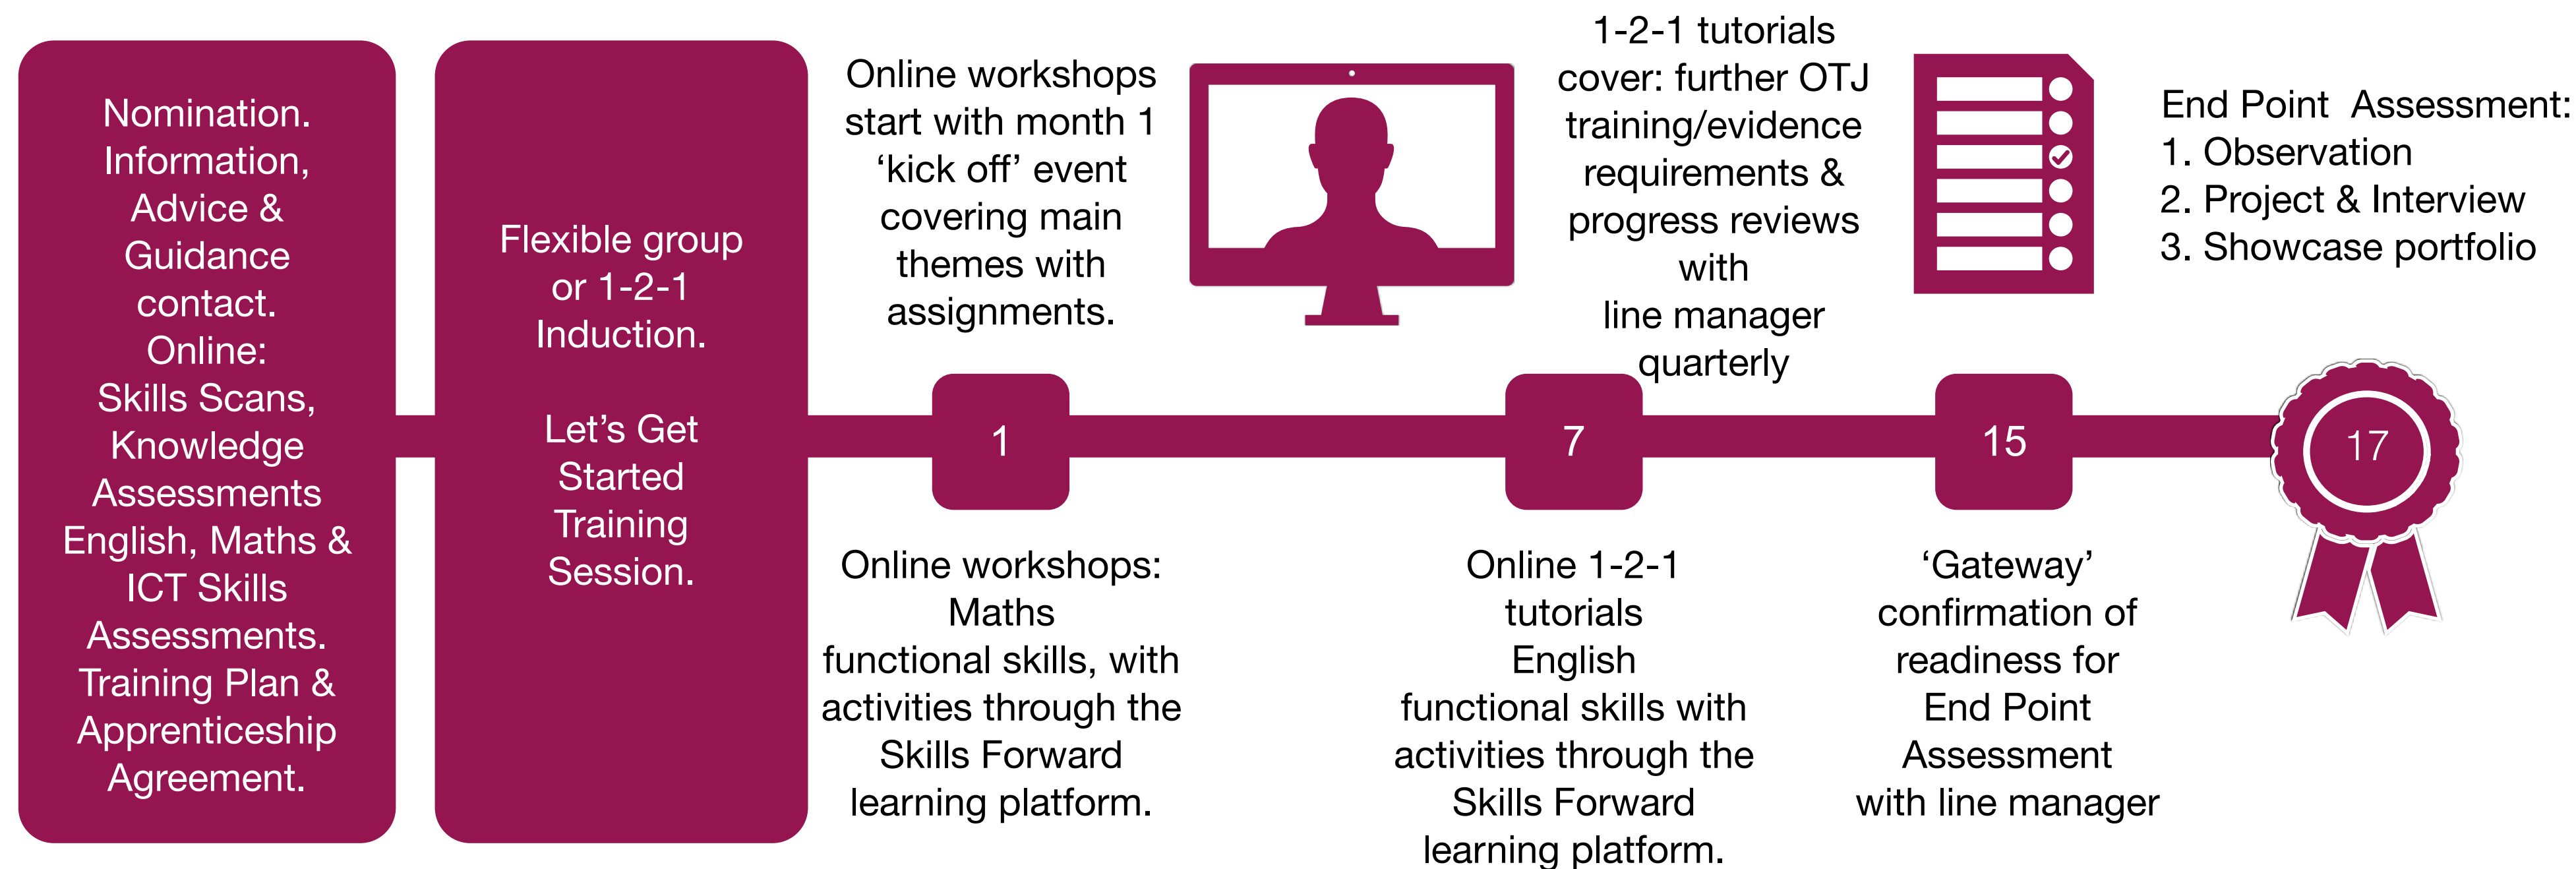 Nomination.
Information,
Advice &
Guidance
contact.
Online:
Skills Scans,
Knowledge
Assessments
English, Maths &
ICT Skills
Assessments.
Training Plan &
Apprenticeship
Agreement.
Flexible group
or 1-2-1
Induction.
Let’s Get
Started
Training
Session.
Online workshops
start with month 1
‘kick off’ event
covering main
themes with
assignments.
1
Online workshops:
Maths
functional skills, with
activities through the
Skills Forward
learning platform.
1-2-1 tutorials
cover: further OTJ
training/evidence
requirements &
progress reviews
with
line manager
quarterly
7
Online 1-2-1
tutorials
English
functional skills with
activities through the
Skills Forward
learning platform.
15
‘Gateway’
confirmation of
readiness for
End Point
Assessment
with line manager
End Point  Assessment:
1. Observation
2. Project & Interview
3. Showcase portfolio
17